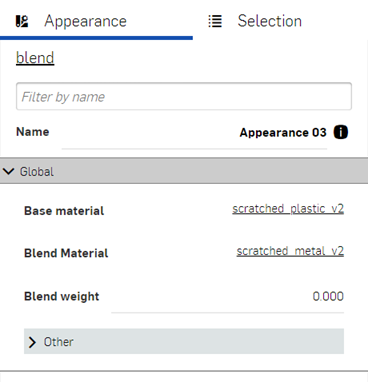 Appearance
Selection
blend
Filter by name
Name Appearance 03 i
Global
Base material scratched_plastic_v2
Blend Material scratched_metal_v2
Blend weight 0.000
Other